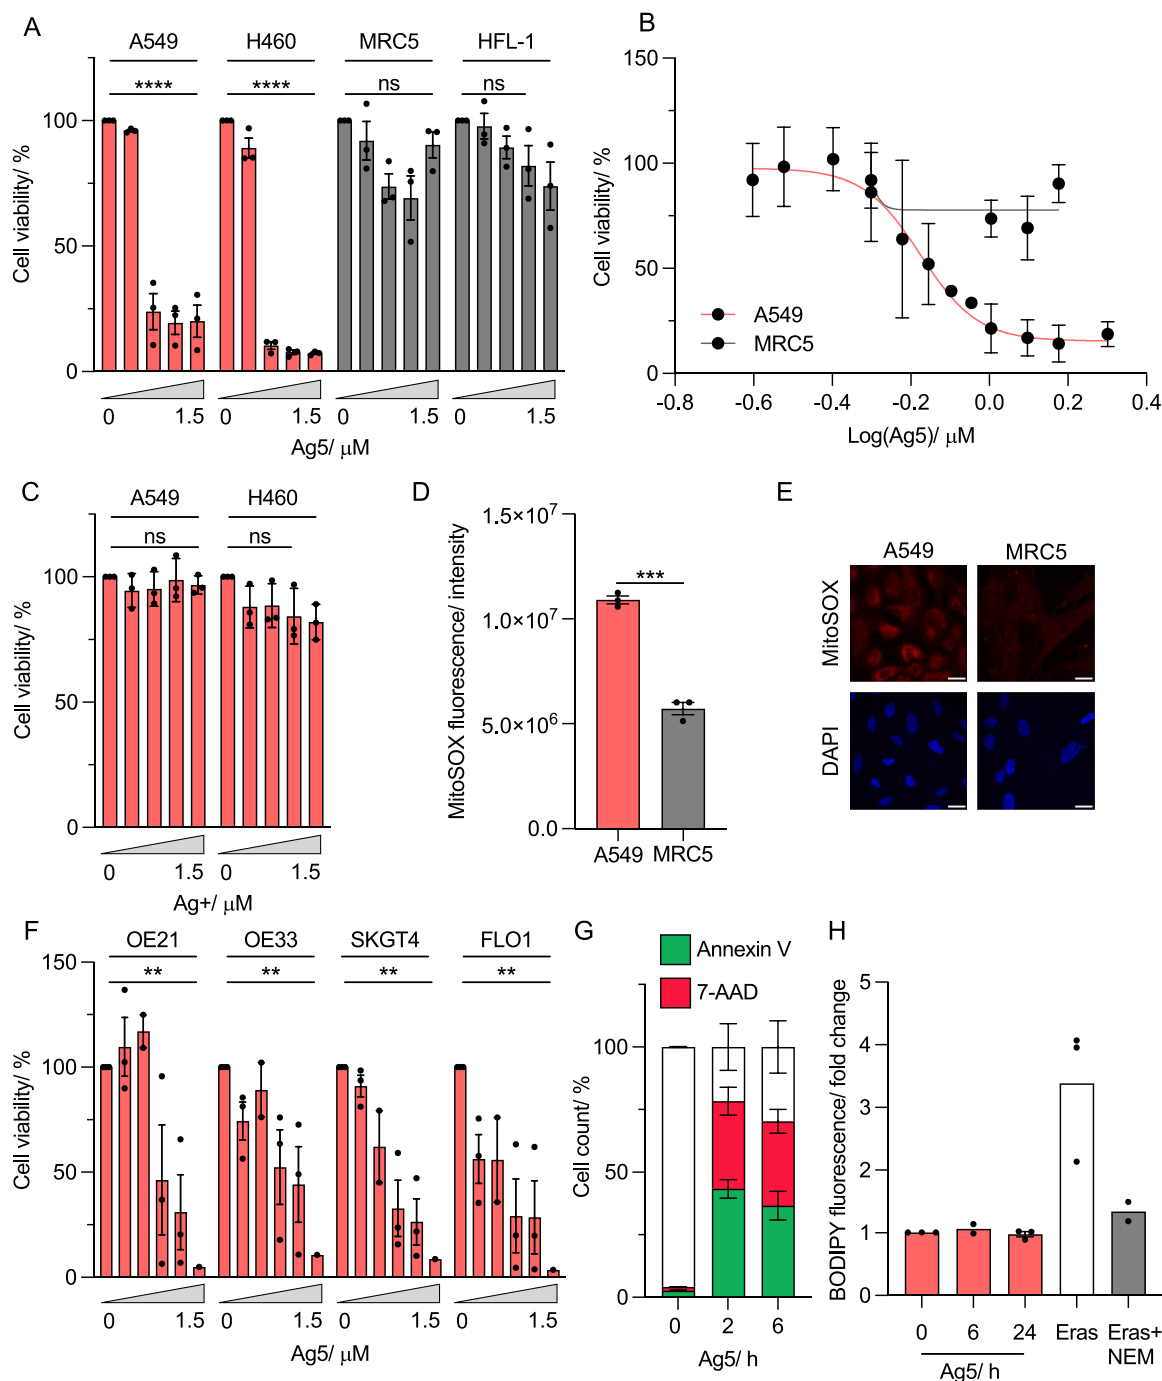 A
A549 H460 MRC5 HFL-1
**** **** ns ns
100
50
0
Cell viability/ %
0 1.5 0 1.5 0 1.5 0 1.5
Ag5/ μM
B
150
100
50
0
Cell viability/ %
A549
MRC5
-0.8 -0.6 -0.4 -0.2 0.0 0.2 0.4
Log(Ag5)/ μM
C
A549 H460
ns ns
100
50
0
Cell viability/ %
0 1.5 0 1.5
Ag+/ μM
D
1.5×10⁷
1.0×10⁷
5.0×10⁶
0.0
MitoSOX fluorescence/ intensity
***
A549 MRC5
E
A549 MRC5
MitoSOX
DAPI
F
OE21 OE33 SKGT4 FLO1
** ** ** **
150
100
50
0
Cell viability/ %
0 1.5 0 1.5 0 1.5 0 1.5
Ag5/ μM
G
Annexin V
7-AAD
100
50
0
Cell count/ %
0 2 6
Ag5/ h
H
5
4
3
2
1
0
BODIPY fluorescence/ fold change
0 6 24 Eras Eras+
NEM
Ag5/ h